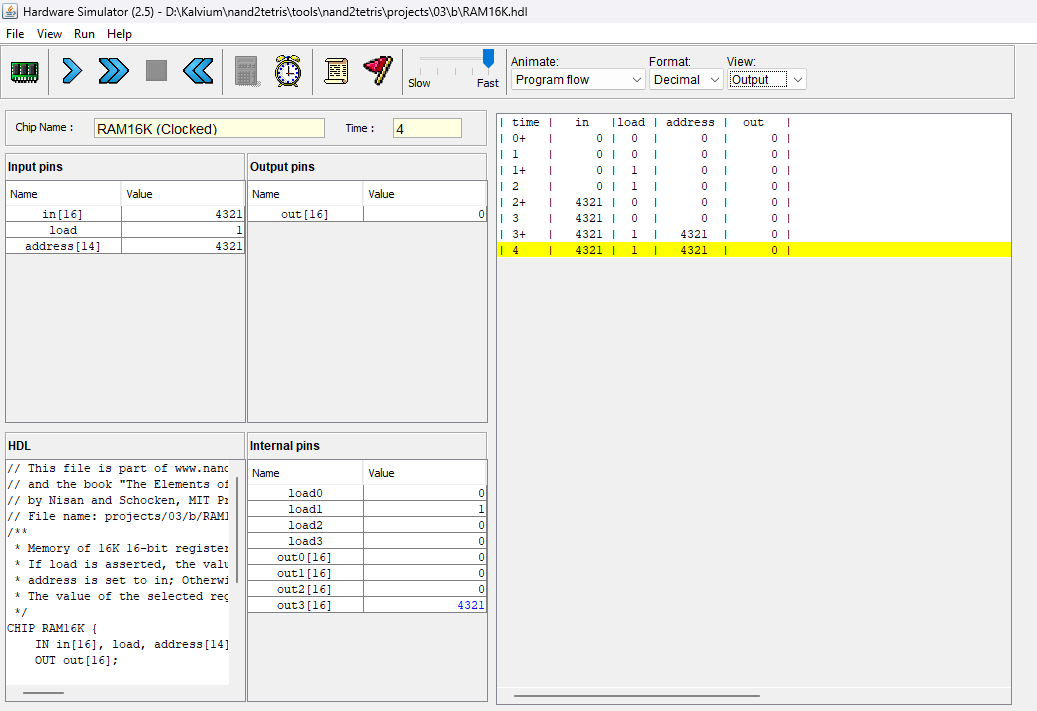 Hardware Simulator (2.5) - D:\Kalvium\nand2tetris\tools\nand2tetris\projects\03\b\RAM16K.hdl
File View Run Help
Slow Fast
Animate: Format: View:
Program flow Decimal Output
Chip Name : RAM16K (Clocked) Time : 4
Input pins
Name Value
in[16] 4321
load 1
address[14] 4321
Output pins
Name Value
out[16] 0
HDL
// This file is part of www.nand
// and the book "The Elements of
// by Nisan and Schocken, MIT Pr
// File name: projects/03/b/RAM1
/**
* Memory of 16K 16-bit register
* If load is asserted, the valu
* address is set to in; Otherwi
* The value of the selected reg
*/
CHIP RAM16K {
IN in[16], load, address[14]
OUT out[16];
Internal pins
Name Value
load0 0
load1 1
load2 0
load3 0
out0[16] 0
out1[16] 0
out2[16] 0
out3[16] 4321
| time | in |load | address | out |
| 0+ | 0 | 0 | 0 | 0 |
| 1 | 0 | 0 | 0 | 0 |
| 1+ | 0 | 1 | 0 | 0 |
| 2 | 0 | 1 | 0 | 0 |
| 2+ | 4321 | 0 | 0 | 0 |
| 3 | 4321 | 0 | 0 | 0 |
| 3+ | 4321 | 1 | 4321 | 0 |
| 4 | 4321 | 1 | 4321 | 0 |